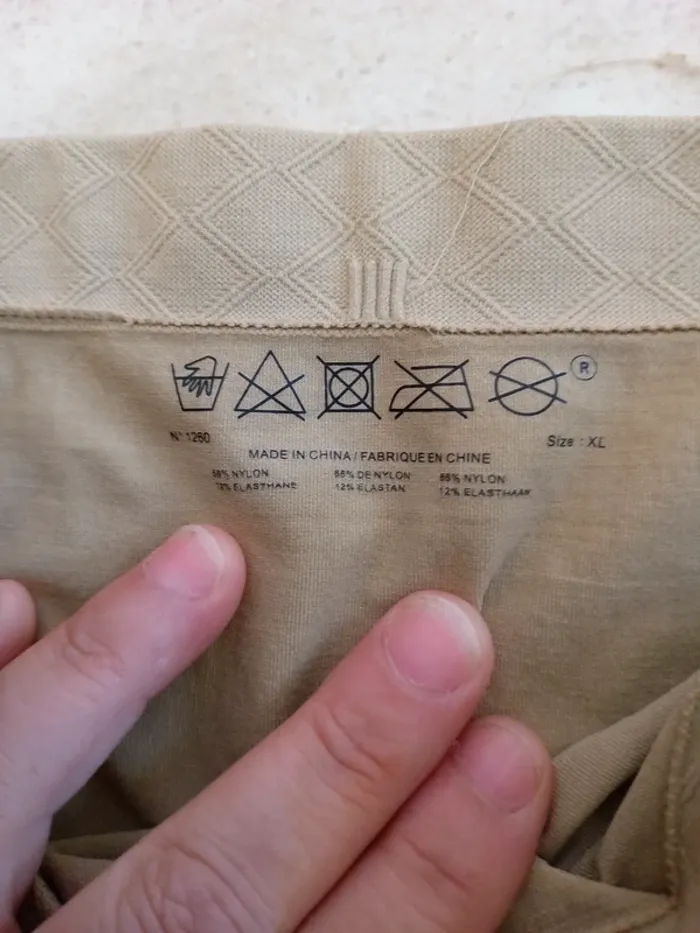 R
N° 1260
Size : XL
MADE IN CHINA / FABRIQUE EN CHINE
88% NYLON 88% DE NYLON 88% NYLON
12% ELASTHANE 12% ELASTAN 12% ELASTHAAN